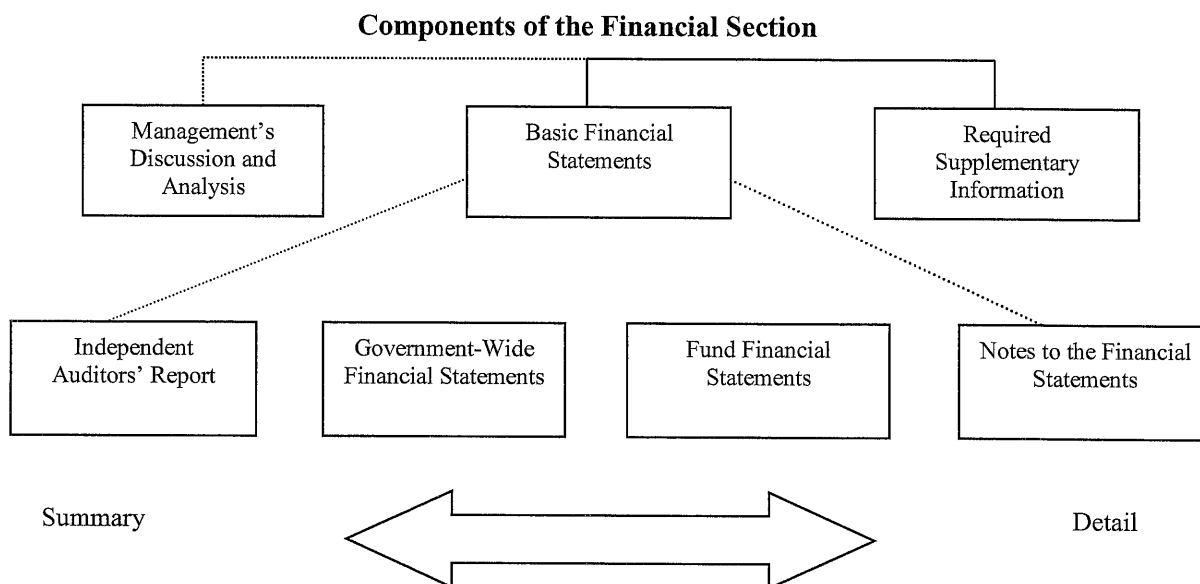 Components of the Financial Section
Management's
Discussion and
Analysis
Basic Financial
Statements
Required
Supplementary
Information
Independent
Auditors' Report
Government-Wide
Financial Statements
Fund Financial
Statements
Notes to the Financial
Statements
Summary
Detail